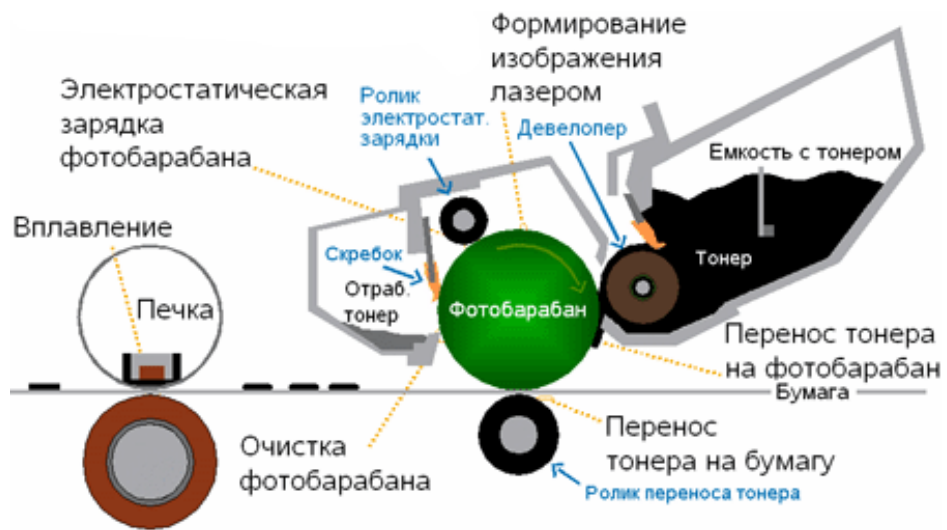 Формирование
изображения
лазером
Электростатическая
зарядка
фотобарабана
Ролик
электростат.
зарядки
Девелопер
Емкость с тонером
Вплавление
Скребок
Тонер
Отраб.
тонер
Печка
Фотобарабан
Перенос тонера
на фотобарабан
Бумага
Очистка
фотобарабана
Перенос
тонера на бумагу
Ролик переноса тонера